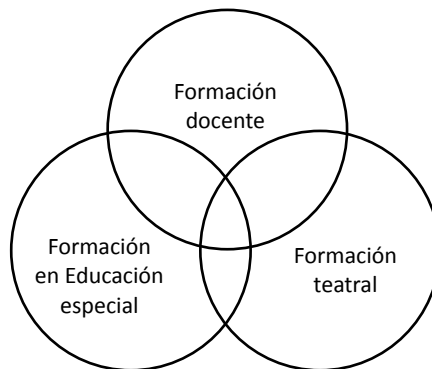 Formación
docente
Formación
en Educación
especial
Formación
teatral